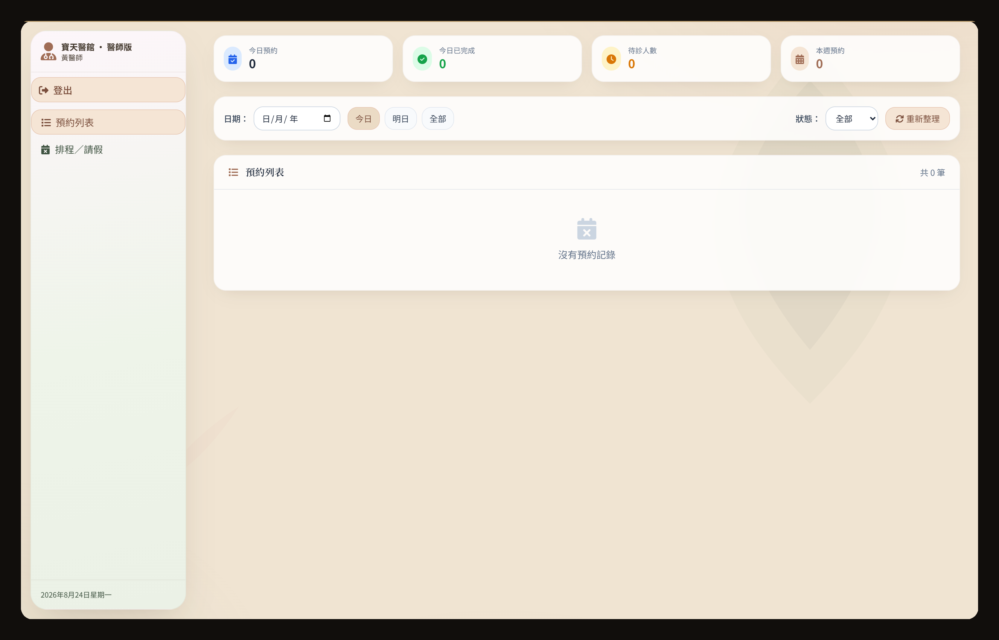 寶天醫館 · 醫師版
黃醫師
登出
預約列表
排程／請假
2026年8月24日星期一
今日預約
0
今日已完成
0
待診人數
0
本週預約
0
日期：
日/月/年
今日
明日
全部
狀態：
全部
重新整理
預約列表
共 0 筆
沒有預約記錄